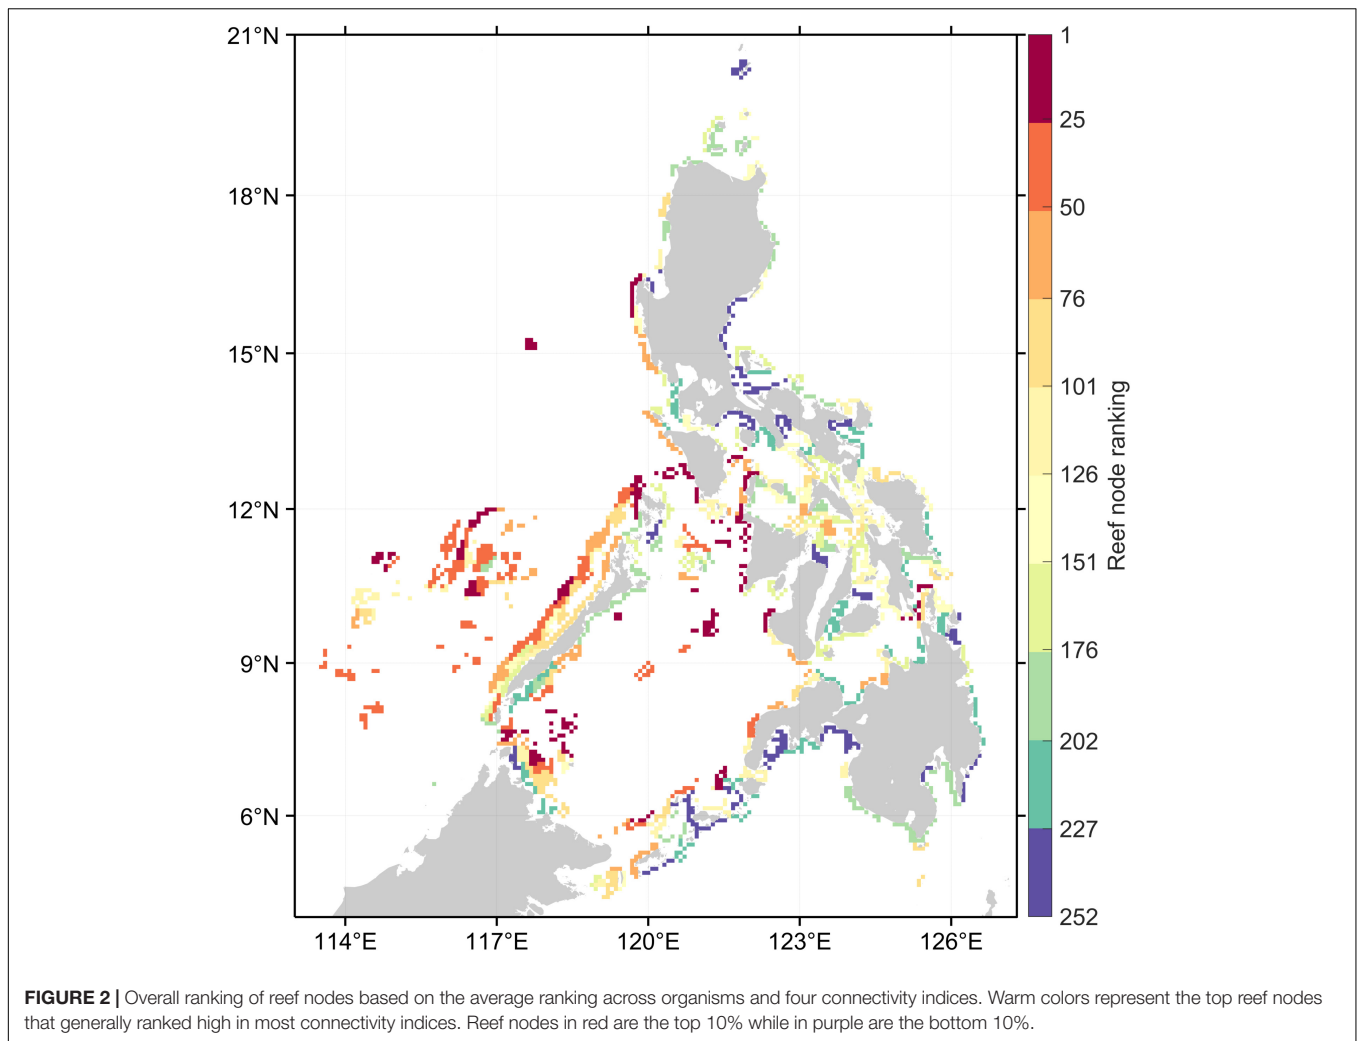 21°N
18°N
15°N
12°N
9°N
6°N
114°E
117°E
120°E
123°E
126°E
1
25
50
76
101
126
151
176
202
227
252
Reef node ranking
FIGURE 2 | Overall ranking of reef nodes based on the average ranking across organisms and four connectivity indices. Warm colors represent the top reef nodes
that generally ranked high in most connectivity indices. Reef nodes in red are the top 10% while in purple are the bottom 10%.